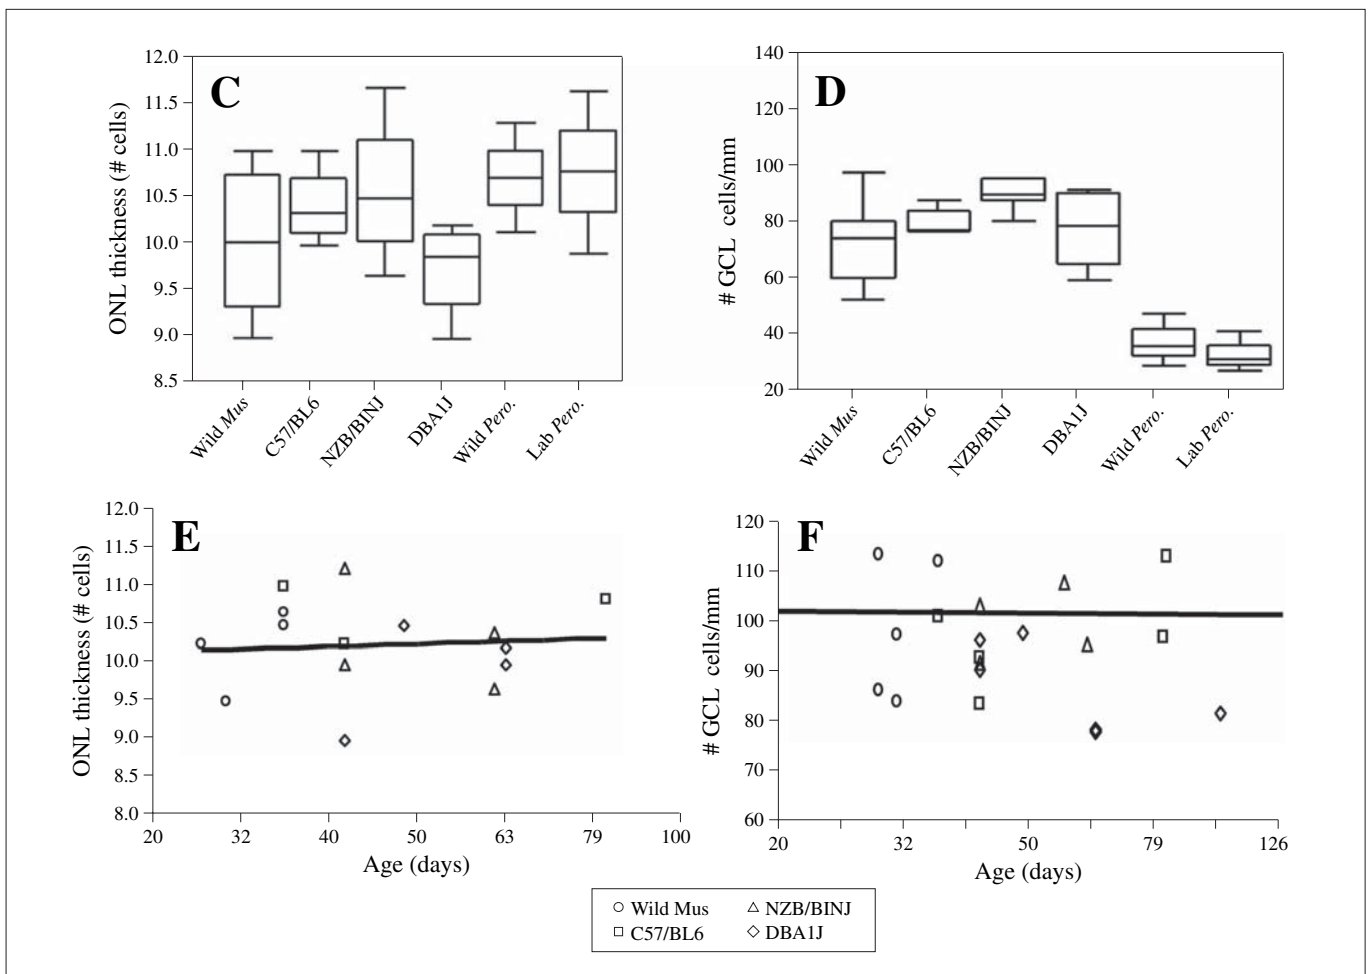 C
ONL thickness (# cells)
12.0
11.5
11.0
10.5
10.0
9.5
9.0
8.5
Wild Mus
C57/BL6
NZB/BINJ
DBA1J
Wild Pero.
Lab Pero.
D
# GCL cells/mm
140
120
100
80
60
40
20
Wild Mus
C57/BL6
NZB/BINJ
DBA1J
Wild Pero.
Lab Pero.
E
ONL thickness (# cells)
12.0
11.5
11.0
10.5
10.0
9.5
9.0
8.5
8.0
20 32 40 50 63 79 100
Age (days)
F
# GCL cells/mm
120
110
100
90
80
70
60
20 32 50 79 126
Age (days)
Wild Mus NZB/BINJ
C57/BL6 DBA1J